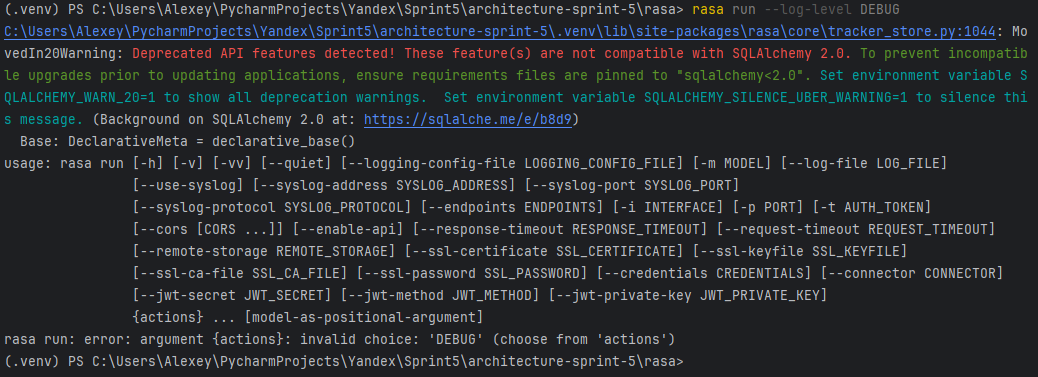 (.venv) PS C:\Users\Alexey\PycharmProjects\Yandex\Sprint5\architecture-sprint-5\rasa> rasa run --log-level DEBUG
C:\Users\Alexey\PycharmProjects\Yandex\Sprint5\architecture-sprint-5\.venv\lib\site-packages\rasa\core\tracker_store.py:1044: Mo
vedIn20Warning: Deprecated API features detected! These feature(s) are not compatible with SQLAlchemy 2.0. To prevent incompatib
le upgrades prior to updating applications, ensure requirements files are pinned to "sqlalchemy<2.0". Set environment variable S
QLALCHEMY_WARN_20=1 to show all deprecation warnings.  Set environment variable SQLALCHEMY_SILENCE_UBER_WARNING=1 to silence thi
s message. (Background on SQLAlchemy 2.0 at: https://sqlalche.me/e/b8d9)
  Base: DeclarativeMeta = declarative_base()
usage: rasa run [-h] [-v] [-vv] [--quiet] [--logging-config-file LOGGING_CONFIG_FILE] [-m MODEL] [--log-file LOG_FILE]
                [--use-syslog] [--syslog-address SYSLOG_ADDRESS] [--syslog-port SYSLOG_PORT]
                [--syslog-protocol SYSLOG_PROTOCOL] [--endpoints ENDPOINTS] [-i INTERFACE] [-p PORT] [-t AUTH_TOKEN]
                [--cors [CORS ...]] [--enable-api] [--response-timeout RESPONSE_TIMEOUT] [--request-timeout REQUEST_TIMEOUT]
                [--remote-storage REMOTE_STORAGE] [--ssl-certificate SSL_CERTIFICATE] [--ssl-keyfile SSL_KEYFILE]
                [--ssl-ca-file SSL_CA_FILE] [--ssl-password SSL_PASSWORD] [--credentials CREDENTIALS] [--connector CONNECTOR]
                [--jwt-secret JWT_SECRET] [--jwt-method JWT_METHOD] [--jwt-private-key JWT_PRIVATE_KEY]
                {actions} ... [model-as-positional-argument]
rasa run: error: argument {actions}: invalid choice: 'DEBUG' (choose from 'actions')
(.venv) PS C:\Users\Alexey\PycharmProjects\Yandex\Sprint5\architecture-sprint-5\rasa>